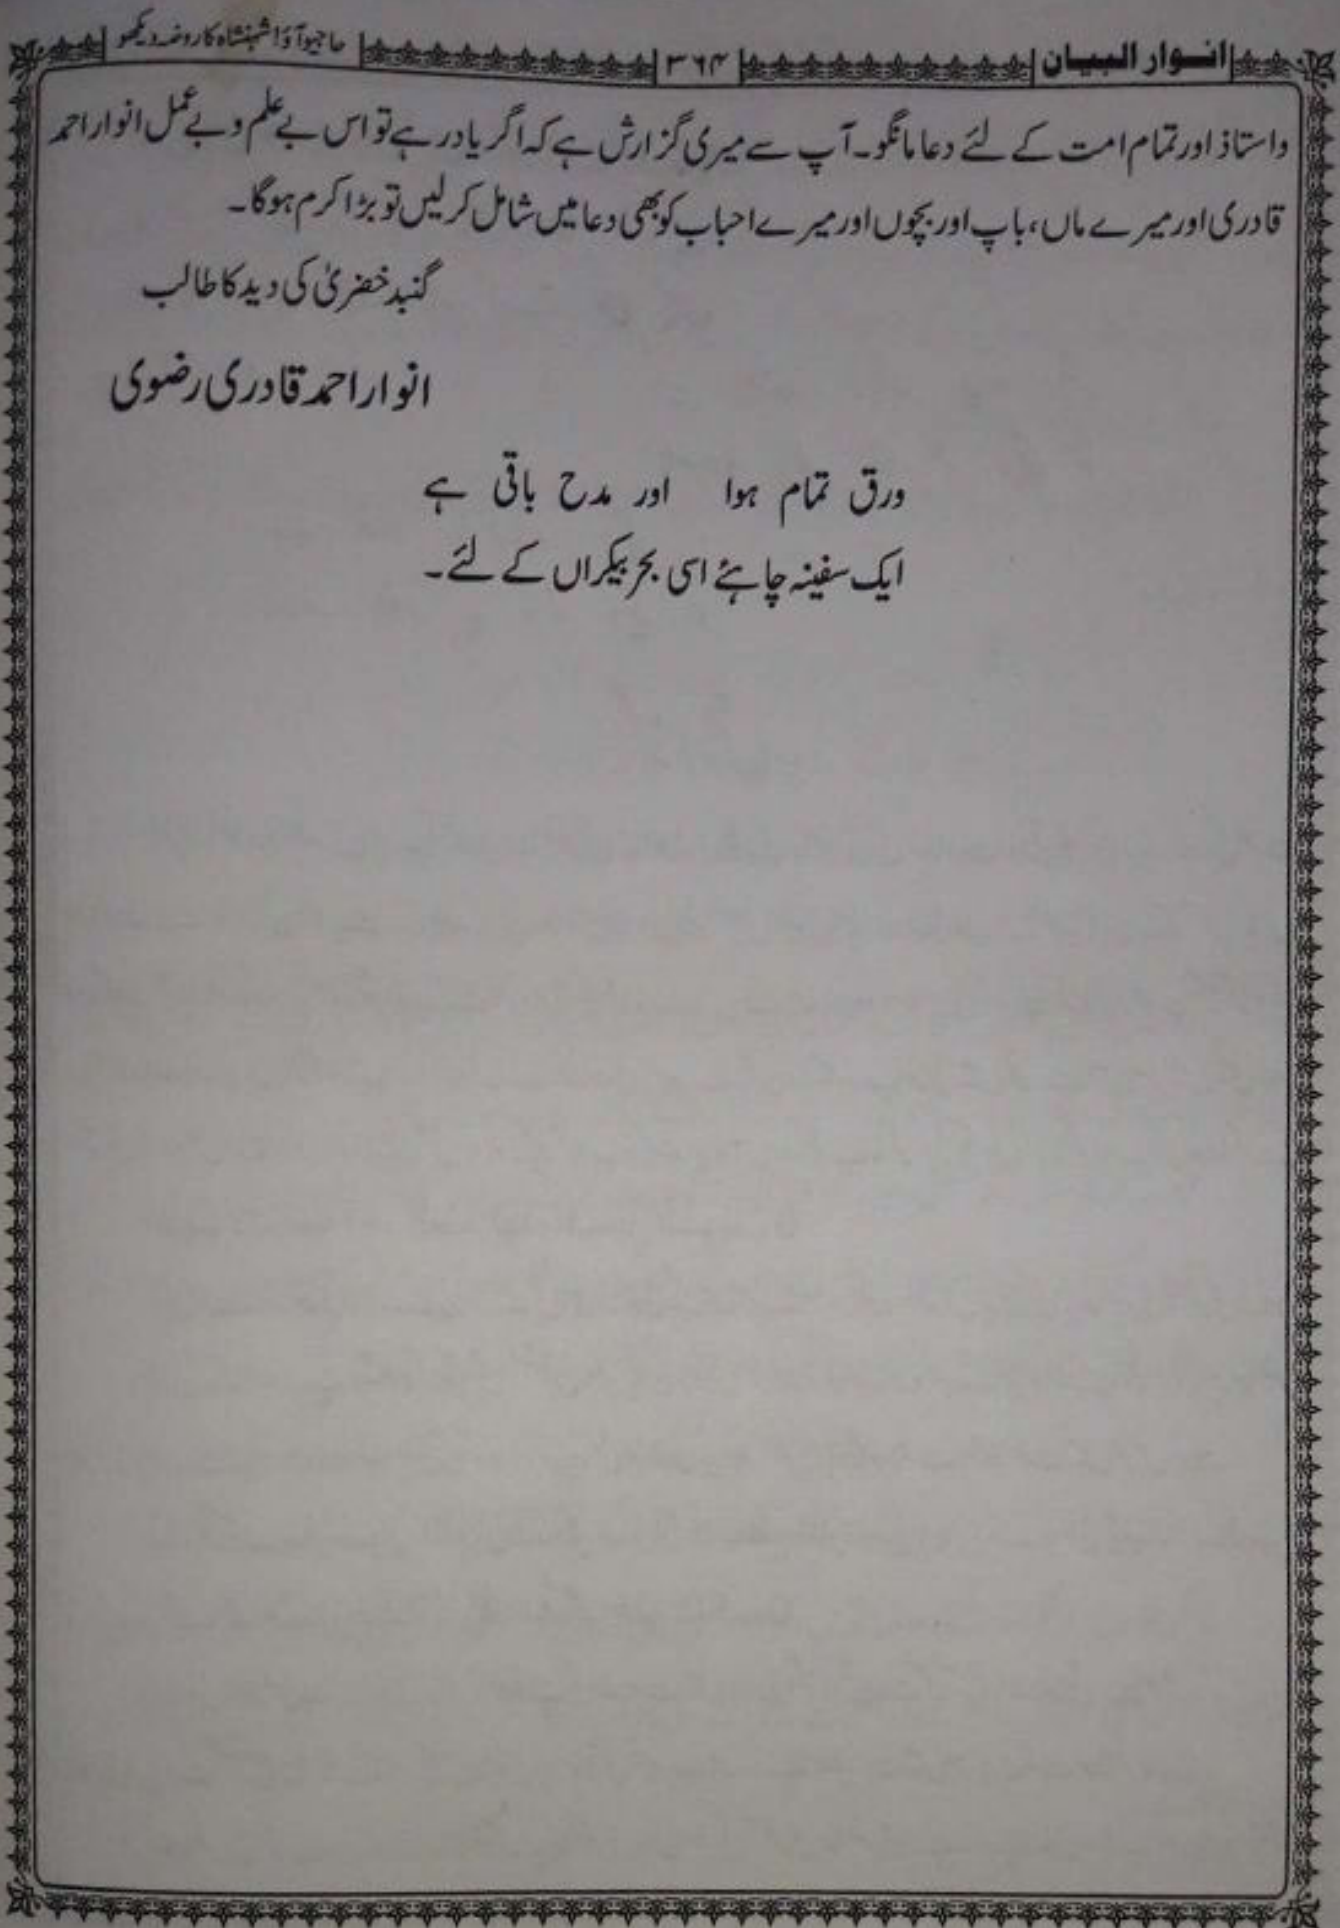 انوار البیان ۳۶۴ حاجیو آؤ شہنشاہ کا روضہ دیکھو
واستاذ اور تمام امت کے لئے دعا مانگو۔ آپ سے میری گزارش ہے کہ اگر یاد رہے تو اس بے علم و بے عمل انوار احمد
قادری اور میرے ماں، باپ اور بچوں اور میرے احباب کو بھی دعا میں شامل کر لیں تو بڑا کرم ہوگا۔
گنبد خضریٰ کی دید کا طالب
انوار احمد قادری رضوی
ورق تمام ہوا اور مدح باقی ہے
ایک سفینہ چاہئے اسی بحر بیکراں کے لئے۔